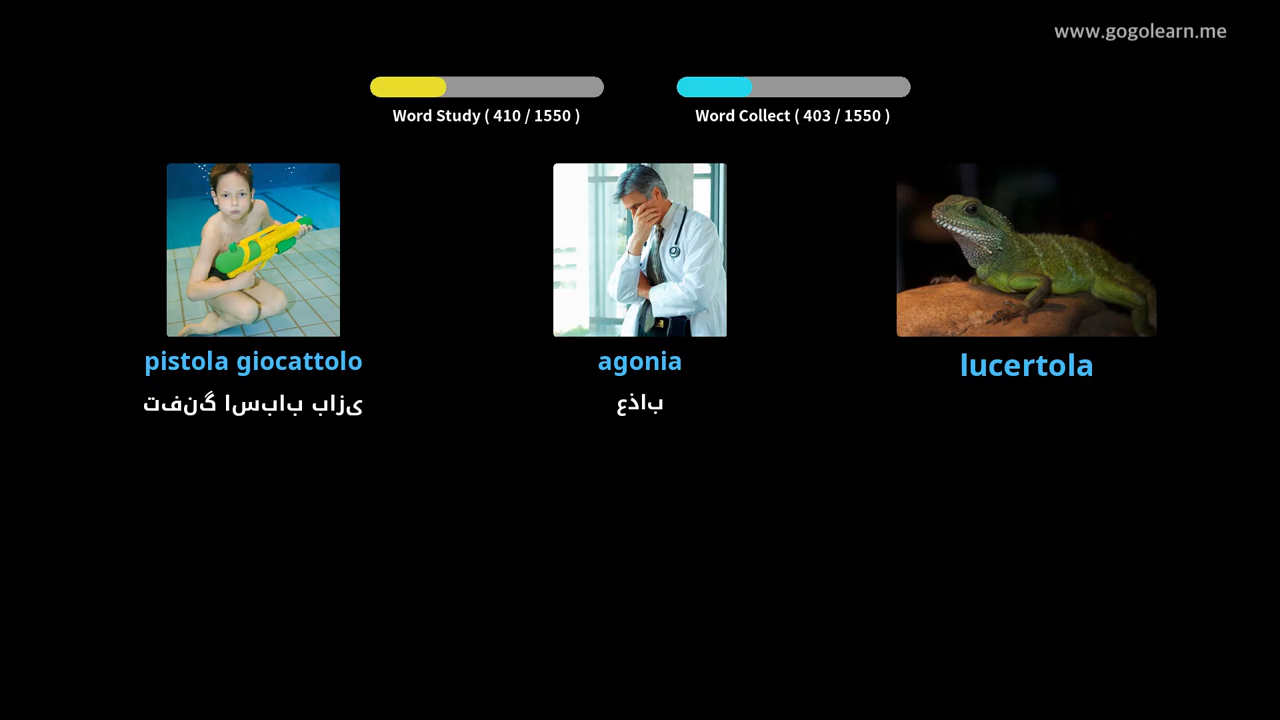 www.gogolearn.me
Word Study ( 410 / 1550 )
Word Collect ( 403 / 1550 )
pistola giocattolo
agonia
lucertola
تفنگ اسباب بازی
عذاب